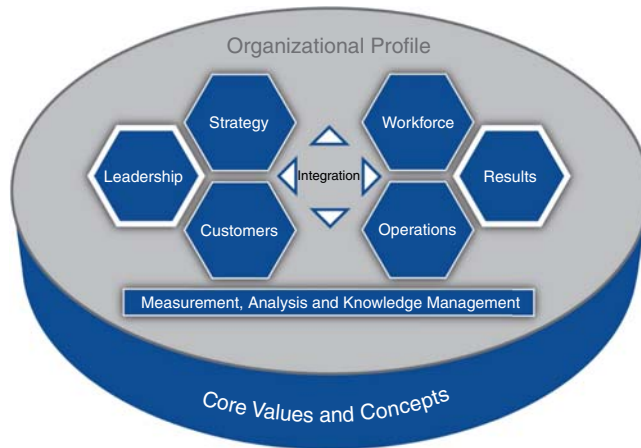 Organizational Profile
Strategy
Workforce
Leadership
Integration
Results
Customers
Operations
Measurement, Analysis and Knowledge Management
Core Values and Concepts